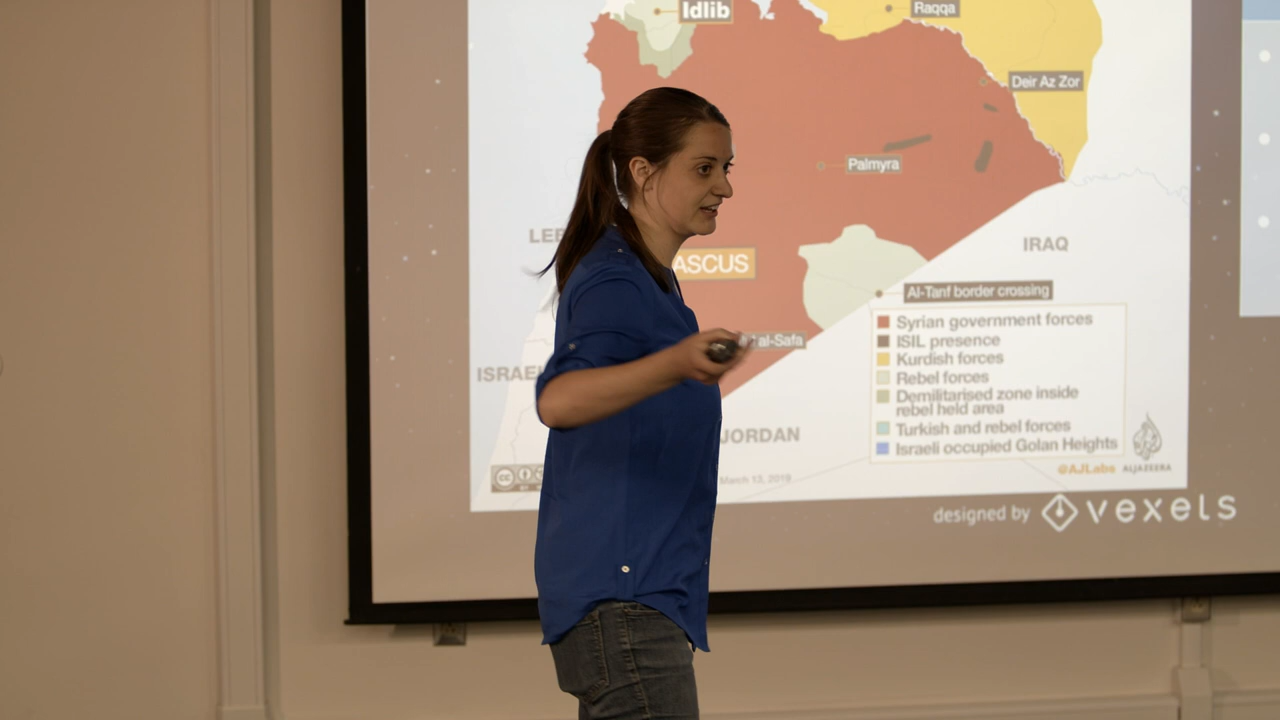 Idlib
Raqqa
Deir Az Zor
Palmyra
LEB
IRAQ
ASCUS
Al-Tanf border crossing
al-Safa
Syrian government forces
ISIL presence
Kurdish forces
ISRAEL
Rebel forces
Demilitarised zone inside
rebel held area
Turkish and rebel forces
JORDAN
Israeli occupied Golan Heights
@AJLabs ALJAZEERA
March 13, 2019
cc
designed by vexels